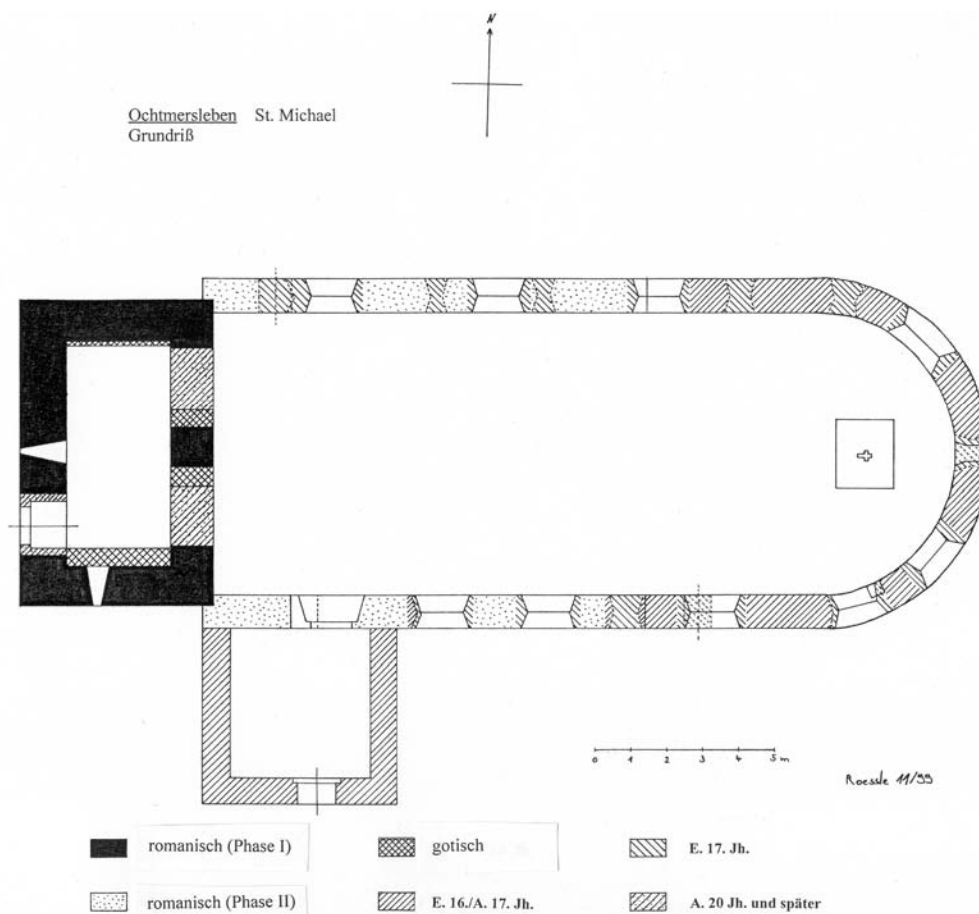 N
Ochtmersleben St. Michael
Grundriß
0 1 2 3 4 5 m
Roessle 11/99
romanisch (Phase I)
gotisch
E. 17. Jh.
romanisch (Phase II)
E. 16./A. 17. Jh.
A. 20 Jh. und später